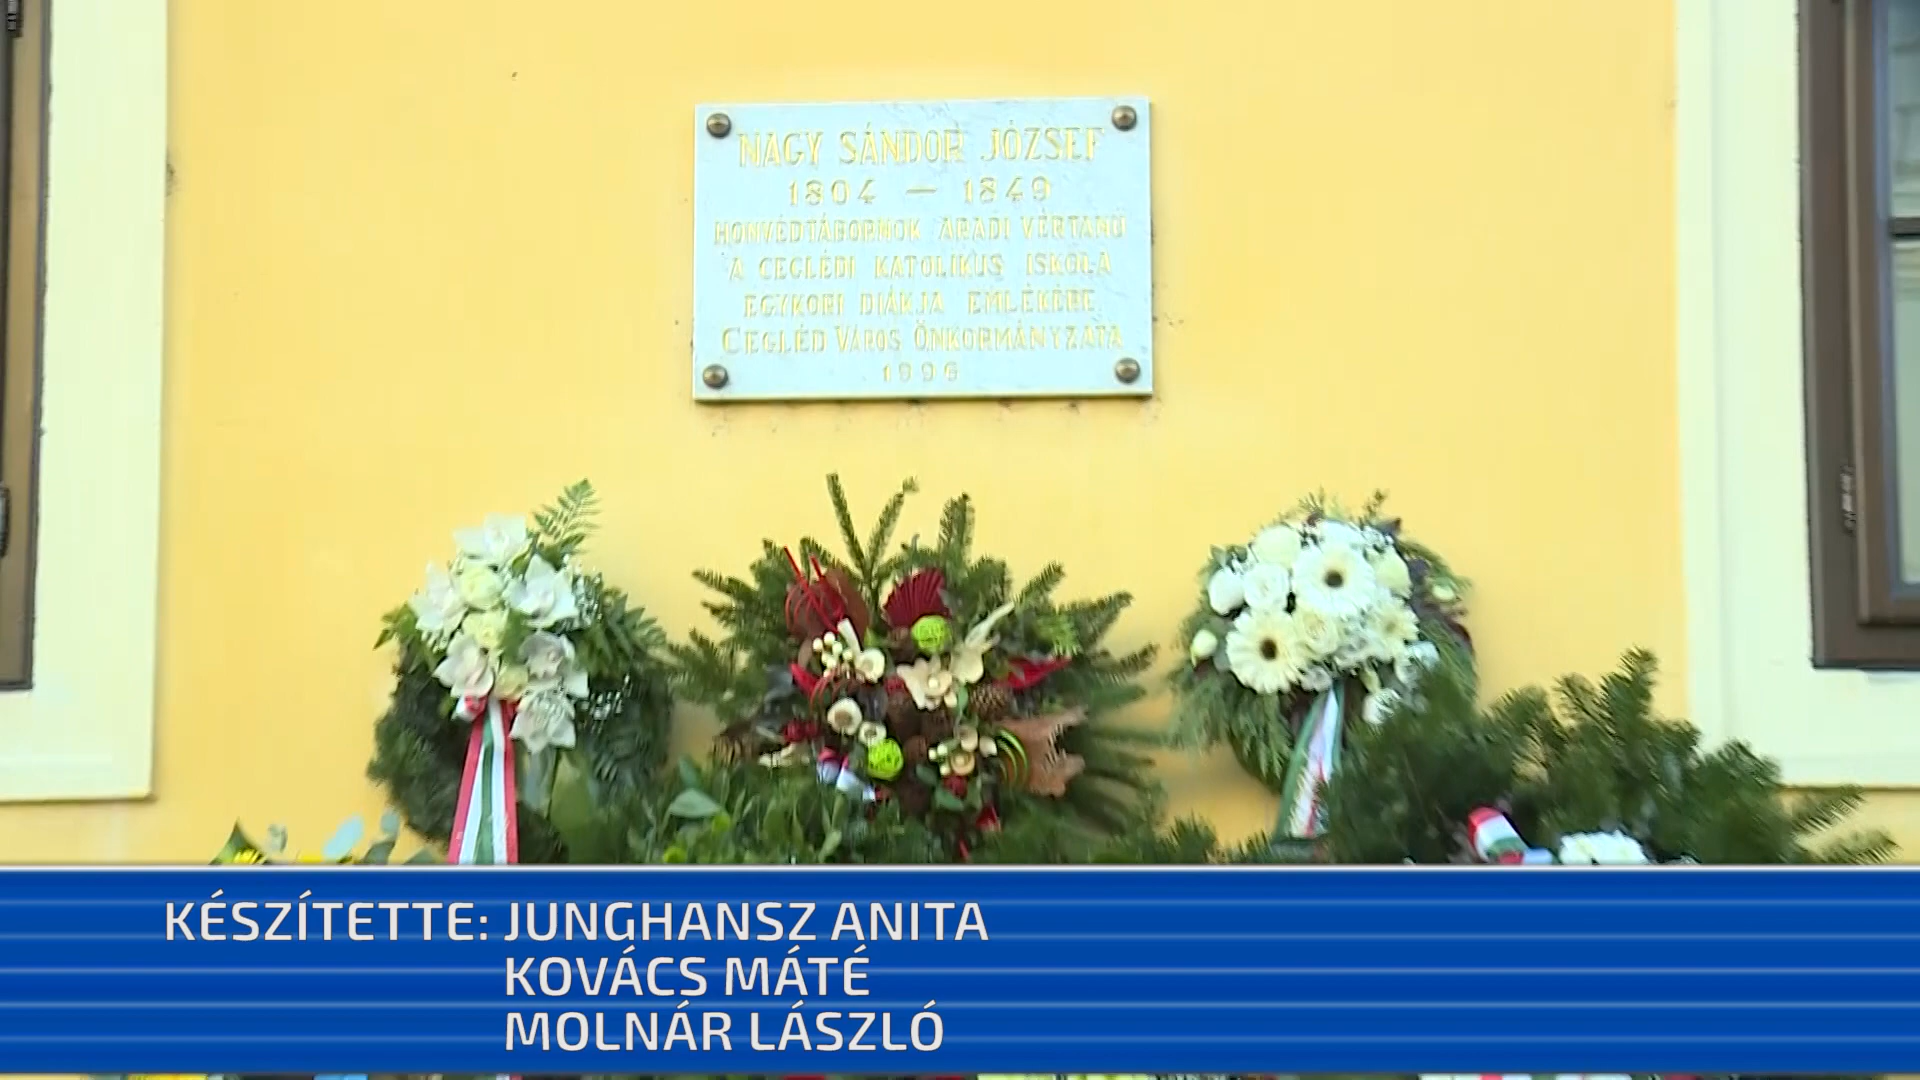 NAGY SÁNDOR JÓZSEF
1804 – 1849
HONVÉDTÁBORNOK ARADI VÉRTANÚ
A CEGLÉDI KATOLIKUS ISKOLA
EGYKORI DIÁKJA EMLÉKÉRE
CEGLÉD VÁROS ÖNKORMÁNYZATA
1996
KÉSZÍTETTE: JUNGHANSZ ANITA
KOVÁCS MÁTÉ
MOLNÁR LÁSZLÓ